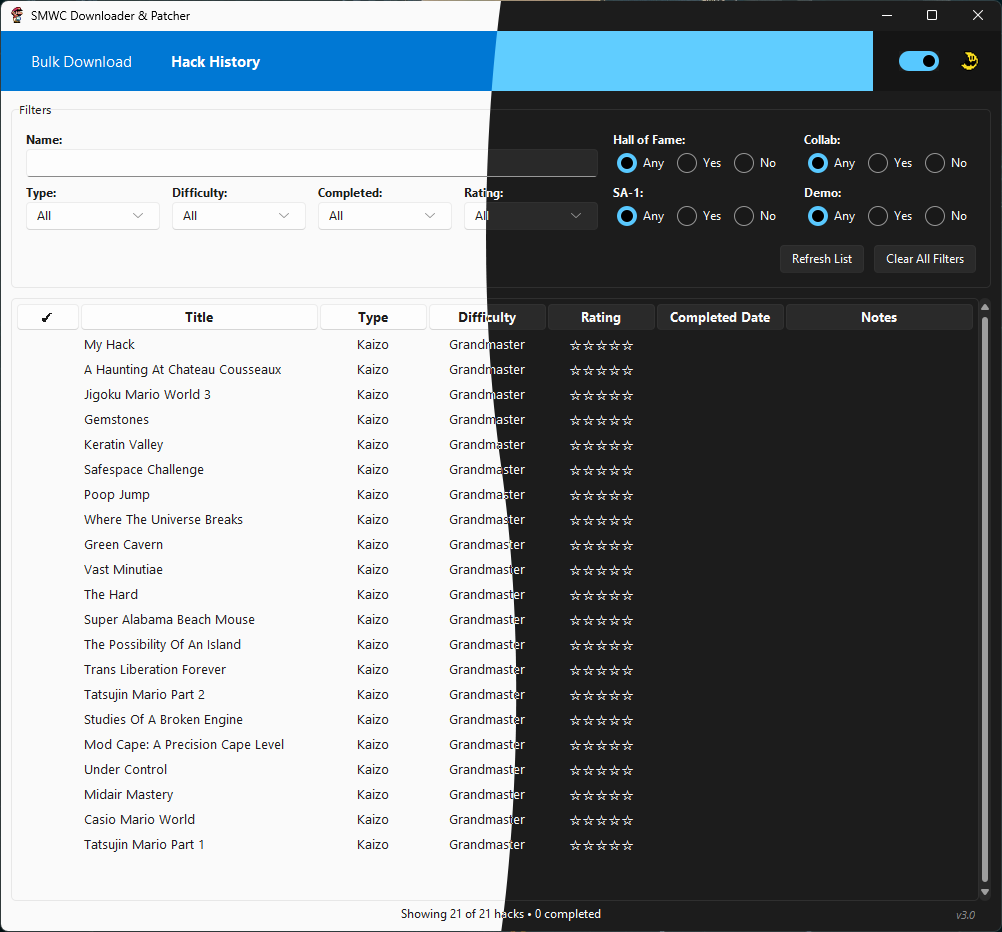 SMWC Downloader & Patcher
Bulk Download Hack History
Filters
Name: Hall of Fame: Collab:
Any Yes No Any Yes No
Type: Difficulty: Completed: Rating: SA-1: Demo:
All All All All Any Yes No Any Yes No
Refresh List Clear All Filters
✓ Title Type Difficulty Rating Completed Date Notes
My Hack Kaizo Grandmaster ☆☆☆☆☆
A Haunting At Chateau Cousseaux Kaizo Grandmaster ☆☆☆☆☆
Jigoku Mario World 3 Kaizo Grandmaster ☆☆☆☆☆
Gemstones Kaizo Grandmaster ☆☆☆☆☆
Keratin Valley Kaizo Grandmaster ☆☆☆☆☆
Safespace Challenge Kaizo Grandmaster ☆☆☆☆☆
Poop Jump Kaizo Grandmaster ☆☆☆☆☆
Where The Universe Breaks Kaizo Grandmaster ☆☆☆☆☆
Green Cavern Kaizo Grandmaster ☆☆☆☆☆
Vast Minutiae Kaizo Grandmaster ☆☆☆☆☆
The Hard Kaizo Grandmaster ☆☆☆☆☆
Super Alabama Beach Mouse Kaizo Grandmaster ☆☆☆☆☆
The Possibility Of An Island Kaizo Grandmaster ☆☆☆☆☆
Trans Liberation Forever Kaizo Grandmaster ☆☆☆☆☆
Tatsujin Mario Part 2 Kaizo Grandmaster ☆☆☆☆☆
Studies Of A Broken Engine Kaizo Grandmaster ☆☆☆☆☆
Mod Cape: A Precision Cape Level Kaizo Grandmaster ☆☆☆☆☆
Under Control Kaizo Grandmaster ☆☆☆☆☆
Midair Mastery Kaizo Grandmaster ☆☆☆☆☆
Casio Mario World Kaizo Grandmaster ☆☆☆☆☆
Tatsujin Mario Part 1 Kaizo Grandmaster ☆☆☆☆☆
Showing 21 of 21 hacks • 0 completed v3.0